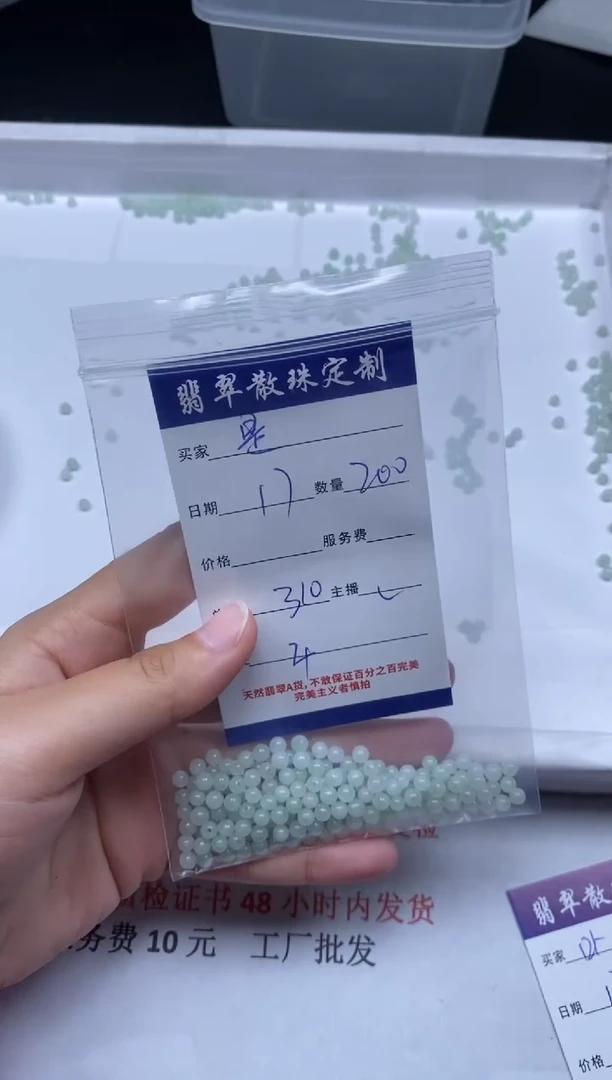 翡翠散珠定制
买家 是
日期 17 数量 200
价格 服务费
310 主播
4
天然翡翠A货,不敢保证百分之百完美
完美主义者慎拍
检证书 48 小时内发货
务费 10 元 工厂批发
翡翠散
买家
日期 1
价格